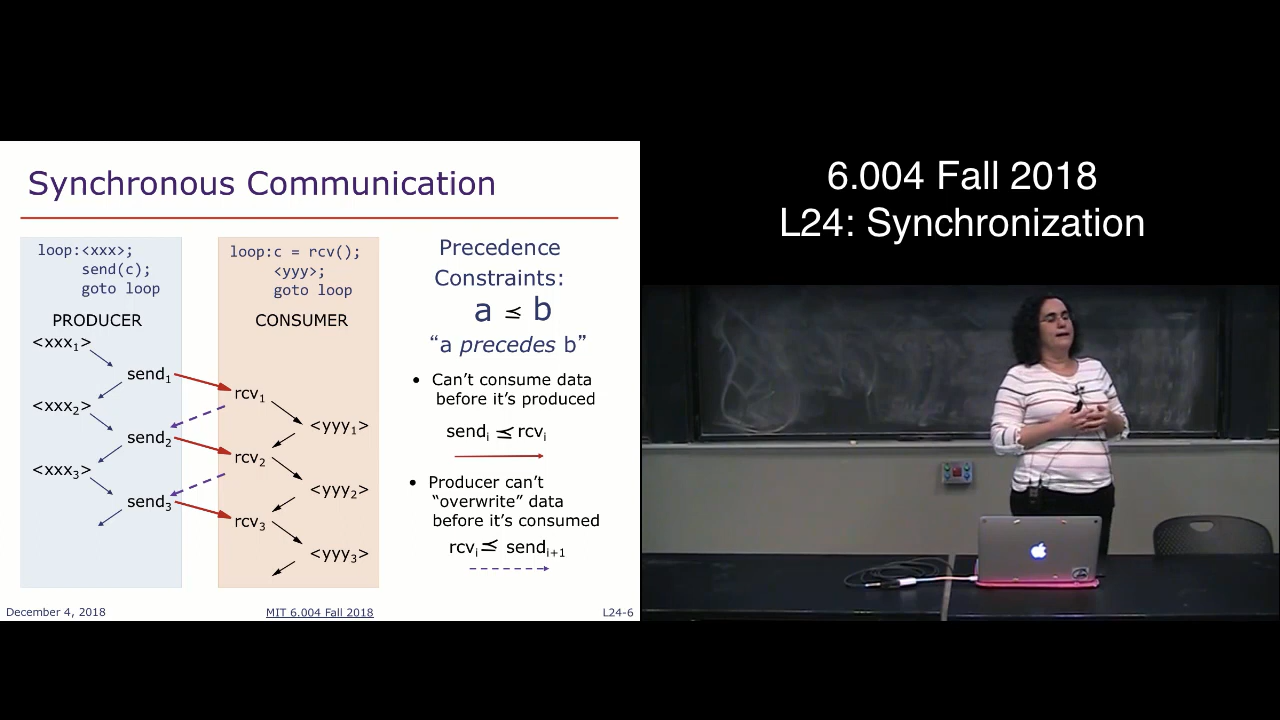 Synchronous Communication
loop:<xxx>;
send(c);
goto loop
PRODUCER
<xxx₁>
send₁
<xxx₂>
send₂
<xxx₃>
send₃
loop:c = rcv();
<yyy>;
goto loop
CONSUMER
rcv₁
<yyy₁>
rcv₂
<yyy₂>
rcv₃
<yyy₃>
Precedence
Constraints:
a ≼ b
“a precedes b”
• Can’t consume data
before it’s produced
sendᵢ ≼ rcvᵢ
• Producer can’t
“overwrite” data
before it’s consumed
rcvᵢ ≼ sendᵢ₊₁
December 4, 2018
MIT 6.004 Fall 2018
L24-6
6.004 Fall 2018
L24: Synchronization